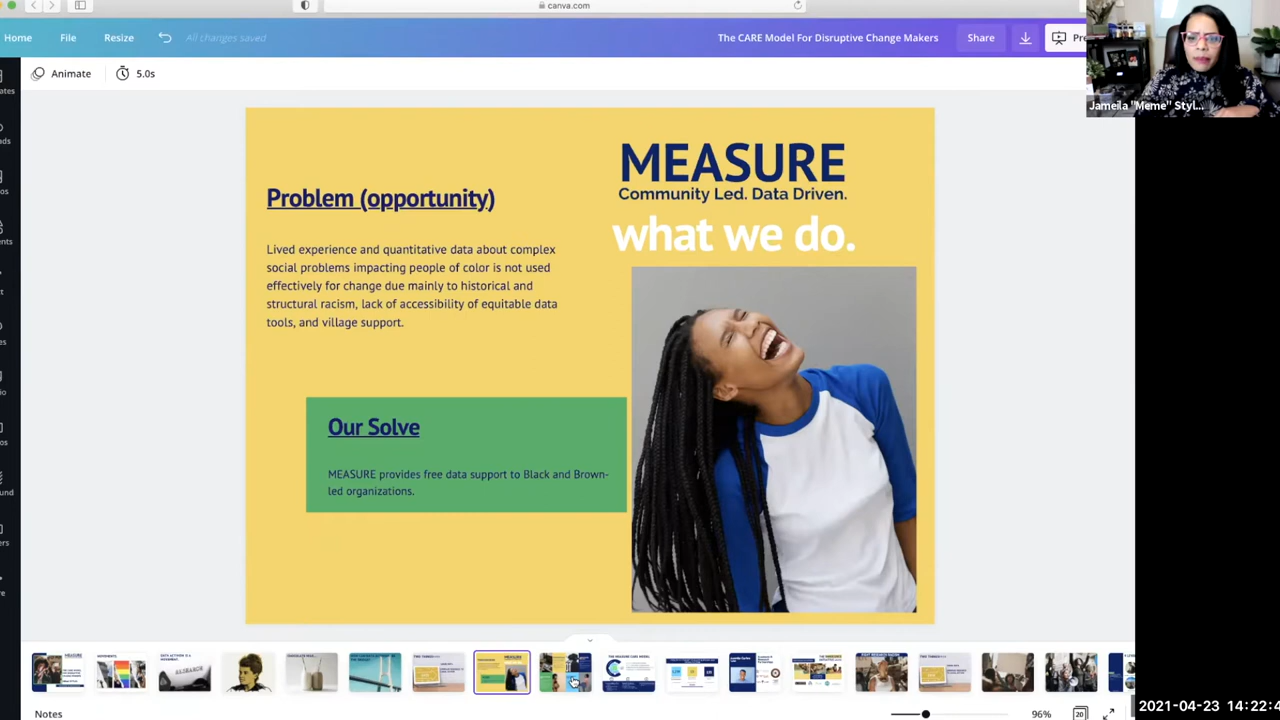 canva.com
Home File Resize All changes saved The CARE Model For Disruptive Change Makers Share
Animate 5.0s
Jameila "Meme" Styl...
MEASURE
Community Led. Data Driven.
what we do.
Problem (opportunity)
Lived experience and quantitative data about complex
social problems impacting people of color is not used
effectively for change due mainly to historical and
structural racism, lack of accessibility of equitable data
tools, and village support.
Our Solve
MEASURE provides free data support to Black and Brown-
led organizations.
Notes 96% 20
2021-04-23 14:22:4